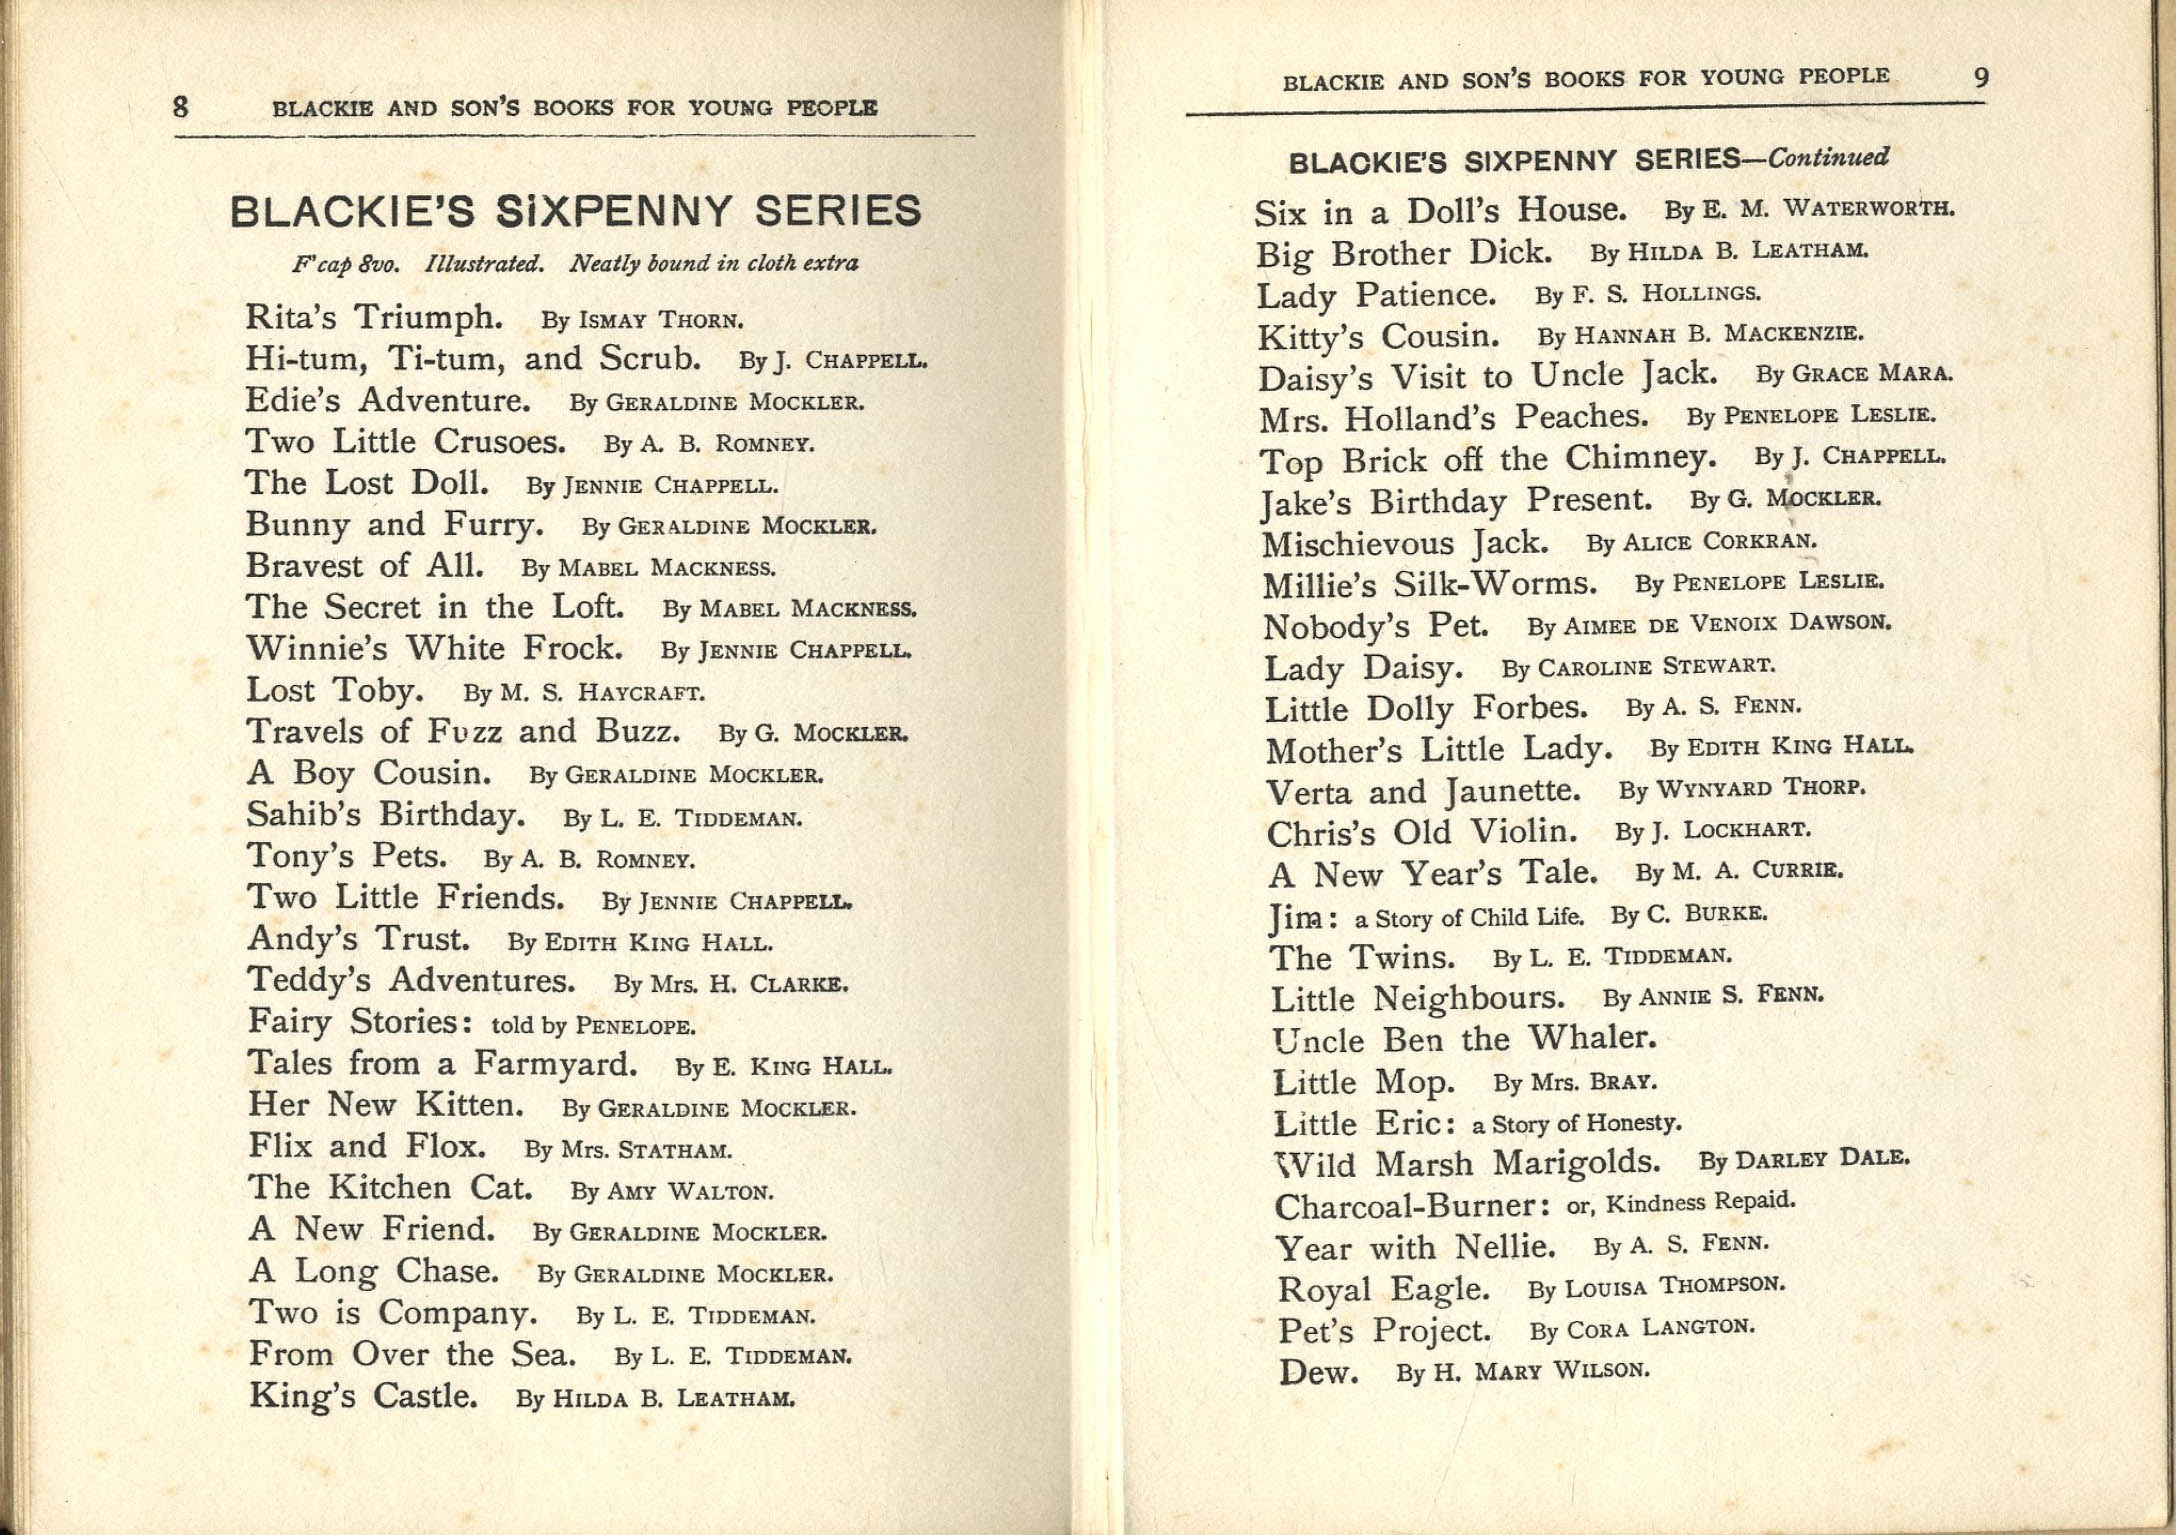 8 BLACKIE AND SON'S BOOKS FOR YOUNG PEOPLE
BLACKIE'S SIXPENNY SERIES
F'cap 8vo. Illustrated. Neatly bound in cloth extra
Rita's Triumph. By ISMAY THORN.
Hi-tum, Ti-tum, and Scrub. By J. CHAPPELL.
Edie's Adventure. By GERALDINE MOCKLER.
Two Little Crusoes. By A. B. ROMNEY.
The Lost Doll. By JENNIE CHAPPELL.
Bunny and Furry. By GERALDINE MOCKLER.
Bravest of All. By MABEL MACKNESS.
The Secret in the Loft. By MABEL MACKNESS.
Winnie's White Frock. By JENNIE CHAPPELL.
Lost Toby. By M. S. HAYCRAFT.
Travels of Fuzz and Buzz. By G. MOCKLER.
A Boy Cousin. By GERALDINE MOCKLER.
Sahib's Birthday. By L. E. TIDDEMAN.
Tony's Pets. By A. B. ROMNEY.
Two Little Friends. By JENNIE CHAPPELL.
Andy's Trust. By EDITH KING HALL.
Teddy's Adventures. By Mrs. H. CLARKE.
Fairy Stories: told by PENELOPE.
Tales from a Farmyard. By E. KING HALL.
Her New Kitten. By GERALDINE MOCKLER.
Flix and Flox. By Mrs. STATHAM.
The Kitchen Cat. By AMY WALTON.
A New Friend. By GERALDINE MOCKLER.
A Long Chase. By GERALDINE MOCKLER.
Two is Company. By L. E. TIDDEMAN.
From Over the Sea. By L. E. TIDDEMAN.
King's Castle. By HILDA B. LEATHAM.
BLACKIE AND SON'S BOOKS FOR YOUNG PEOPLE 9
BLACKIE'S SIXPENNY SERIES—Continued
Six in a Doll's House. By E. M. WATERWORTH.
Big Brother Dick. By HILDA B. LEATHAM.
Lady Patience. By F. S. HOLLINGS.
Kitty's Cousin. By HANNAH B. MACKENZIE.
Daisy's Visit to Uncle Jack. By GRACE MARA.
Mrs. Holland's Peaches. By PENELOPE LESLIE.
Top Brick off the Chimney. By J. CHAPPELL.
Jake's Birthday Present. By G. MOCKLER.
Mischievous Jack. By ALICE CORKRAN.
Millie's Silk-Worms. By PENELOPE LESLIE.
Nobody's Pet. By AIMEE DE VENOIX DAWSON.
Lady Daisy. By CAROLINE STEWART.
Little Dolly Forbes. By A. S. FENN.
Mother's Little Lady. By EDITH KING HALL.
Verta and Jaunette. By WYNYARD THORP.
Chris's Old Violin. By J. LOCKHART.
A New Year's Tale. By M. A. CURRIE.
Jim: a Story of Child Life. By C. BURKE.
The Twins. By L. E. TIDDEMAN.
Little Neighbours. By ANNIE S. FENN.
Uncle Ben the Whaler.
Little Mop. By Mrs. BRAY.
Little Eric: a Story of Honesty.
Wild Marsh Marigolds. By DARLEY DALE.
Charcoal-Burner: or, Kindness Repaid.
Year with Nellie. By A. S. FENN.
Royal Eagle. By LOUISA THOMPSON.
Pet's Project. By CORA LANGTON.
Dew. By H. MARY WILSON.